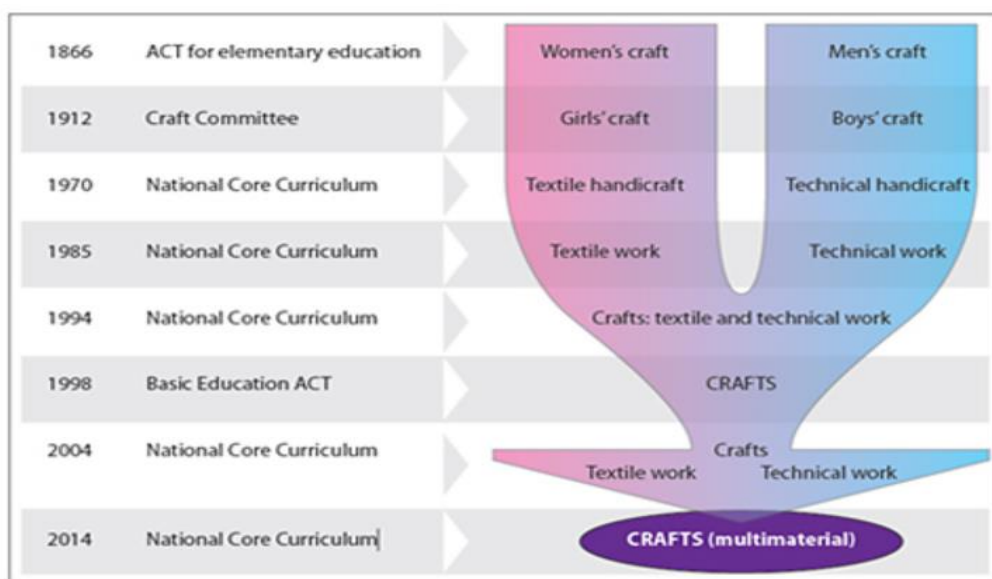 1866 ACT for elementary education Women's craft Men's craft
1912 Craft Committee Girls' craft Boys' craft
1970 National Core Curriculum Textile handicraft Technical handicraft
1985 National Core Curriculum Textile work Technical work
1994 National Core Curriculum Crafts: textile and technical work
1998 Basic Education ACT CRAFTS
2004 National Core Curriculum Crafts
Textile work Technical work
2014 National Core Curriculum CRAFTS (multimaterial)